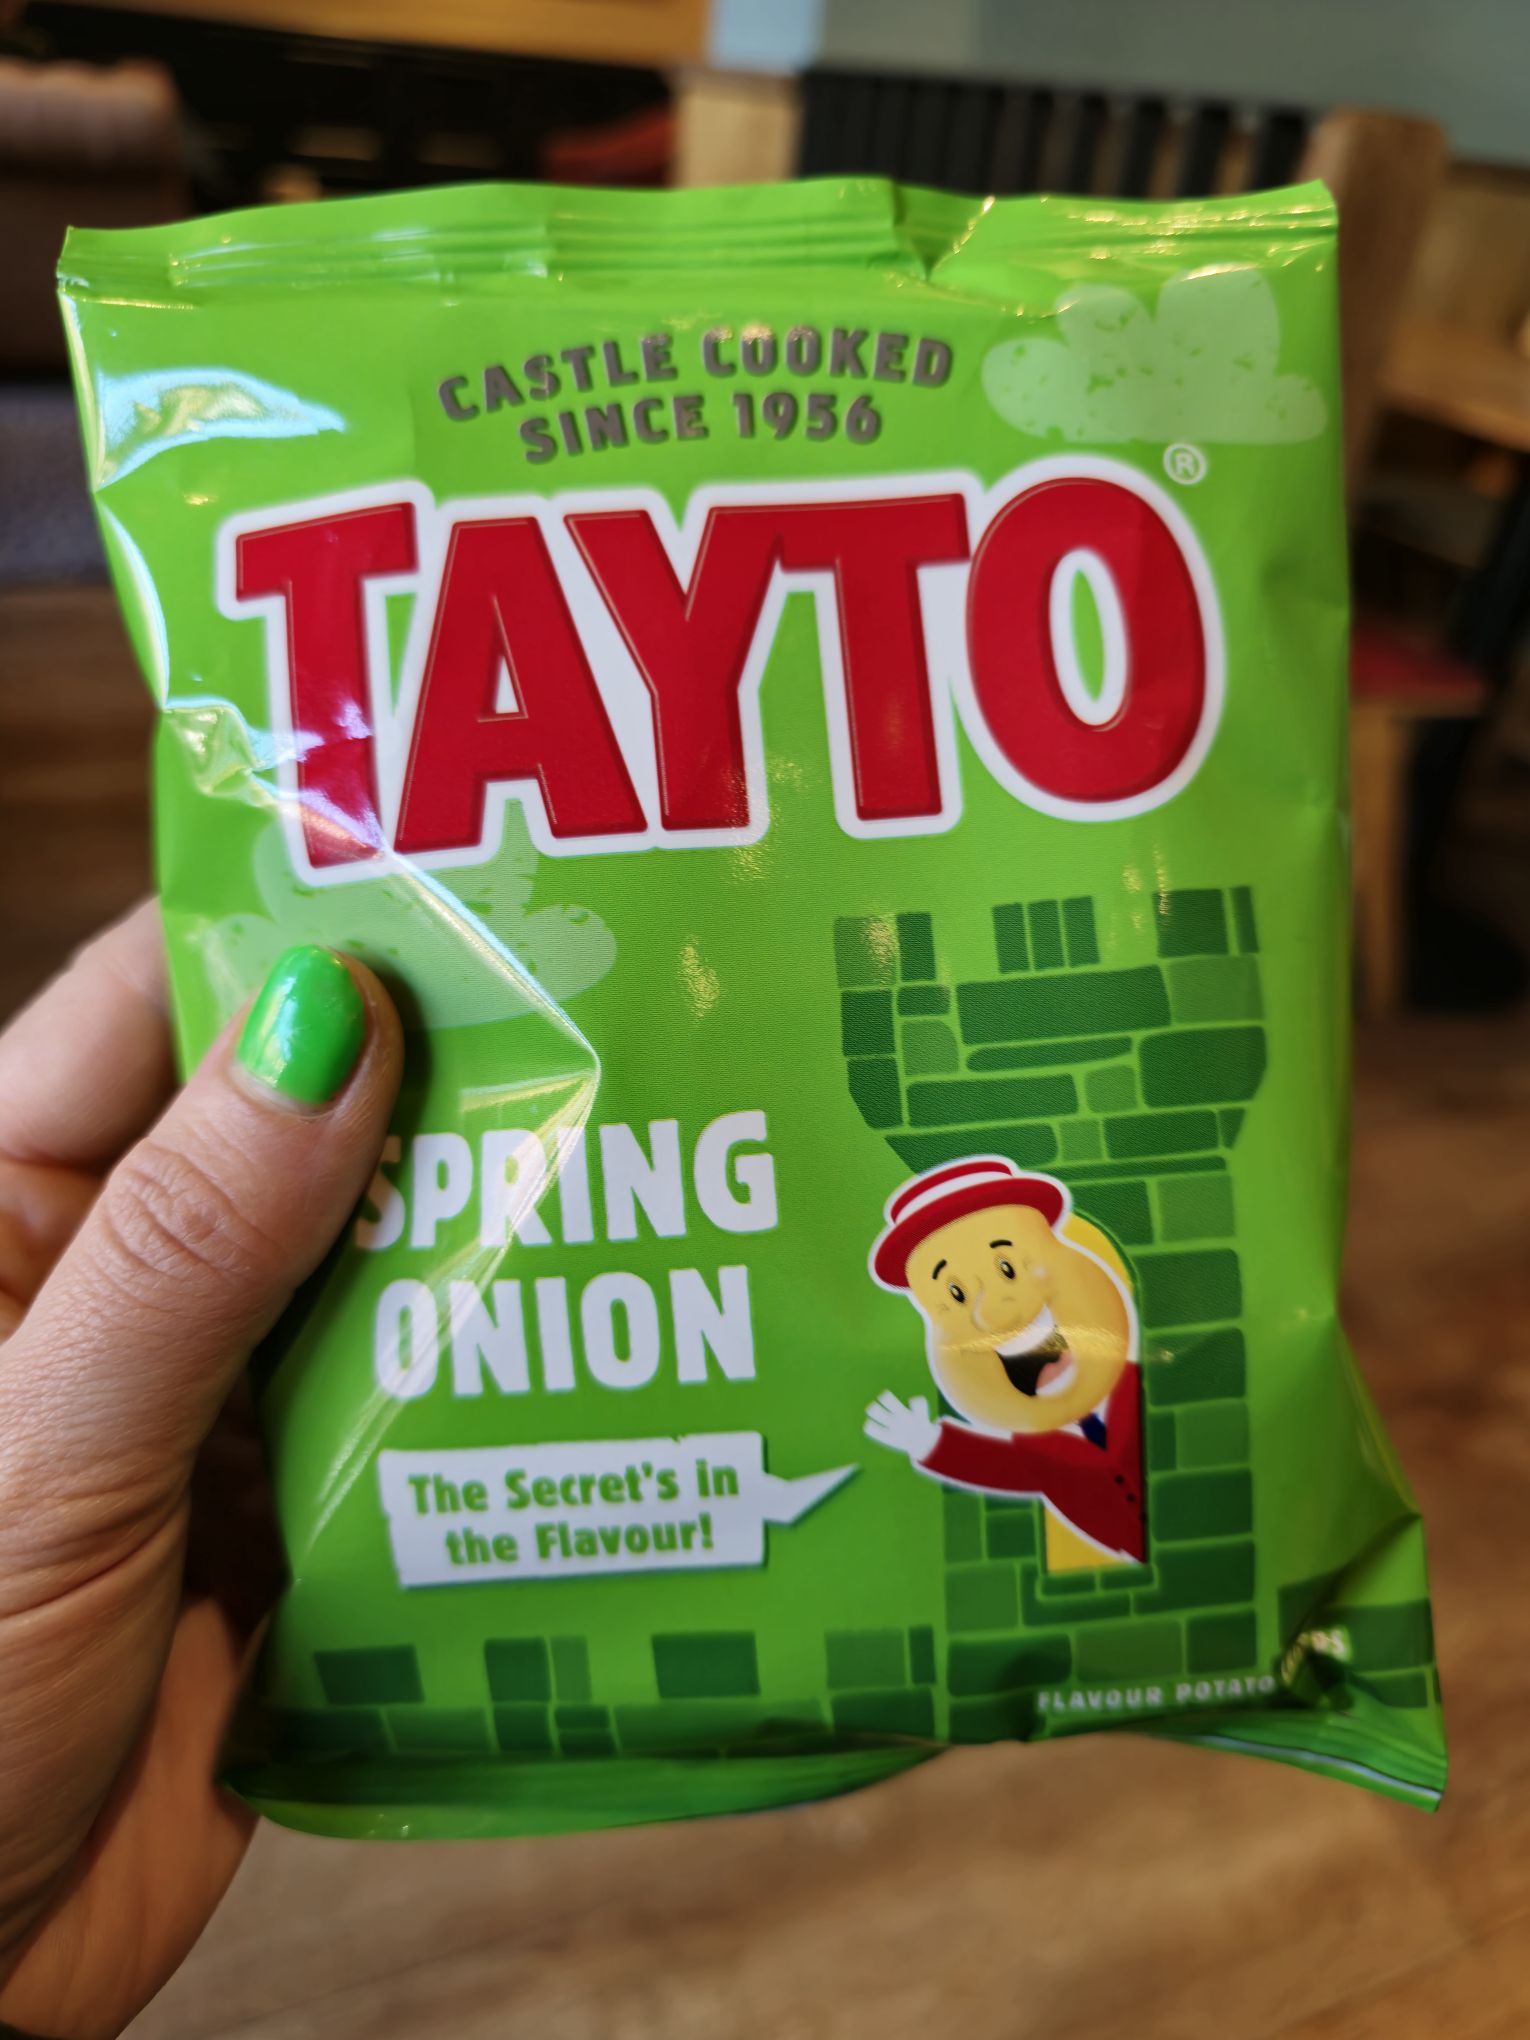 CASTLE COOKED
SINCE 1956
TAYTO®
SPRING
ONION
The Secret's in
the Flavour!
FLAVOUR POTATO